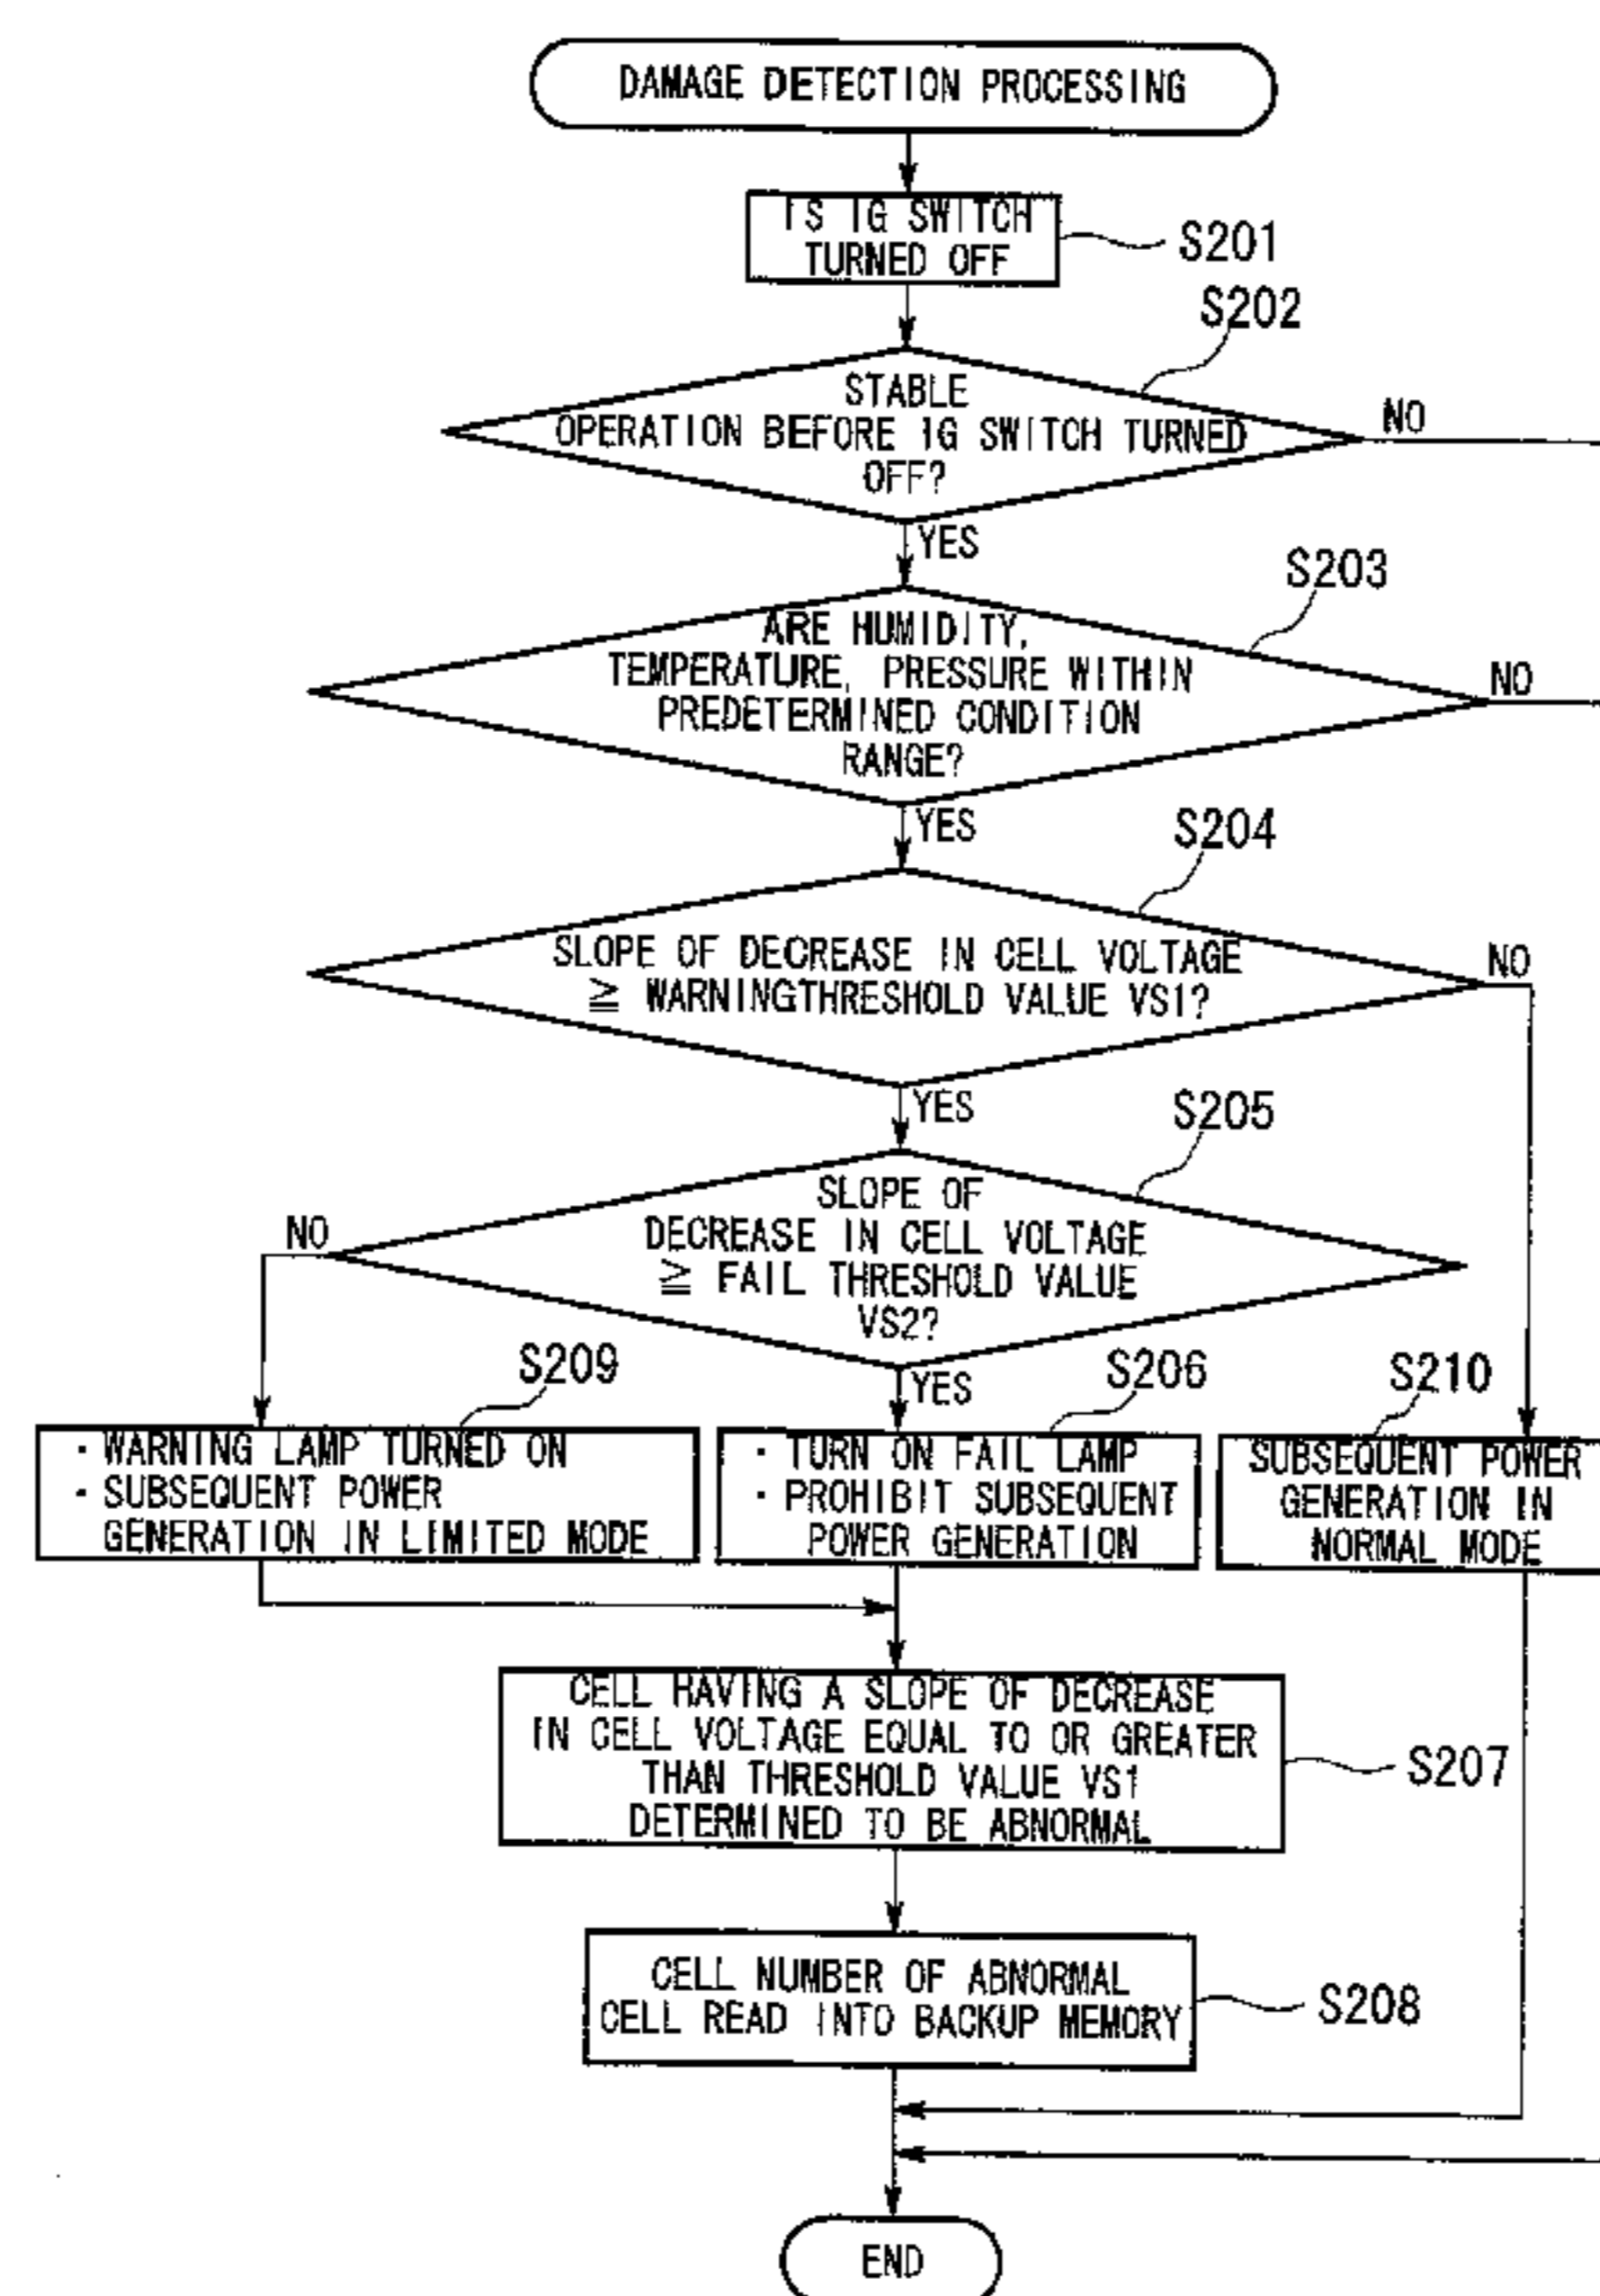 DAMAGE DETECTION PROCESSING
IS IG SWITCH
TURNED OFF
S201
S202
STABLE
OPERATION BEFORE IG SWITCH TURNED
OFF?
NO
YES
S203
ARE HUMIDITY,
TEMPERATURE, PRESSURE WITHIN
PREDETERMINED CONDITION
RANGE?
NO
YES
S204
SLOPE OF DECREASE IN CELL VOLTAGE
≧ WARNINGTHRESHOLD VALUE VS1?
NO
YES
S205
SLOPE OF
DECREASE IN CELL VOLTAGE
≧ FAIL THRESHOLD VALUE
VS2?
NO
YES
S209
· WARNING LAMP TURNED ON
· SUBSEQUENT POWER
GENERATION IN LIMITED MODE
S206
· TURN ON FAIL LAMP
· PROHIBIT SUBSEQUENT
POWER GENERATION
S210
SUBSEQUENT POWER
GENERATION IN
NORMAL MODE
CELL HAVING A SLOPE OF DECREASE
IN CELL VOLTAGE EQUAL TO OR GREATER
THAN THRESHOLD VALUE VS1
DETERMINED TO BE ABNORMAL
S207
CELL NUMBER OF ABNORMAL
CELL READ INTO BACKUP MEMORY
S208
END